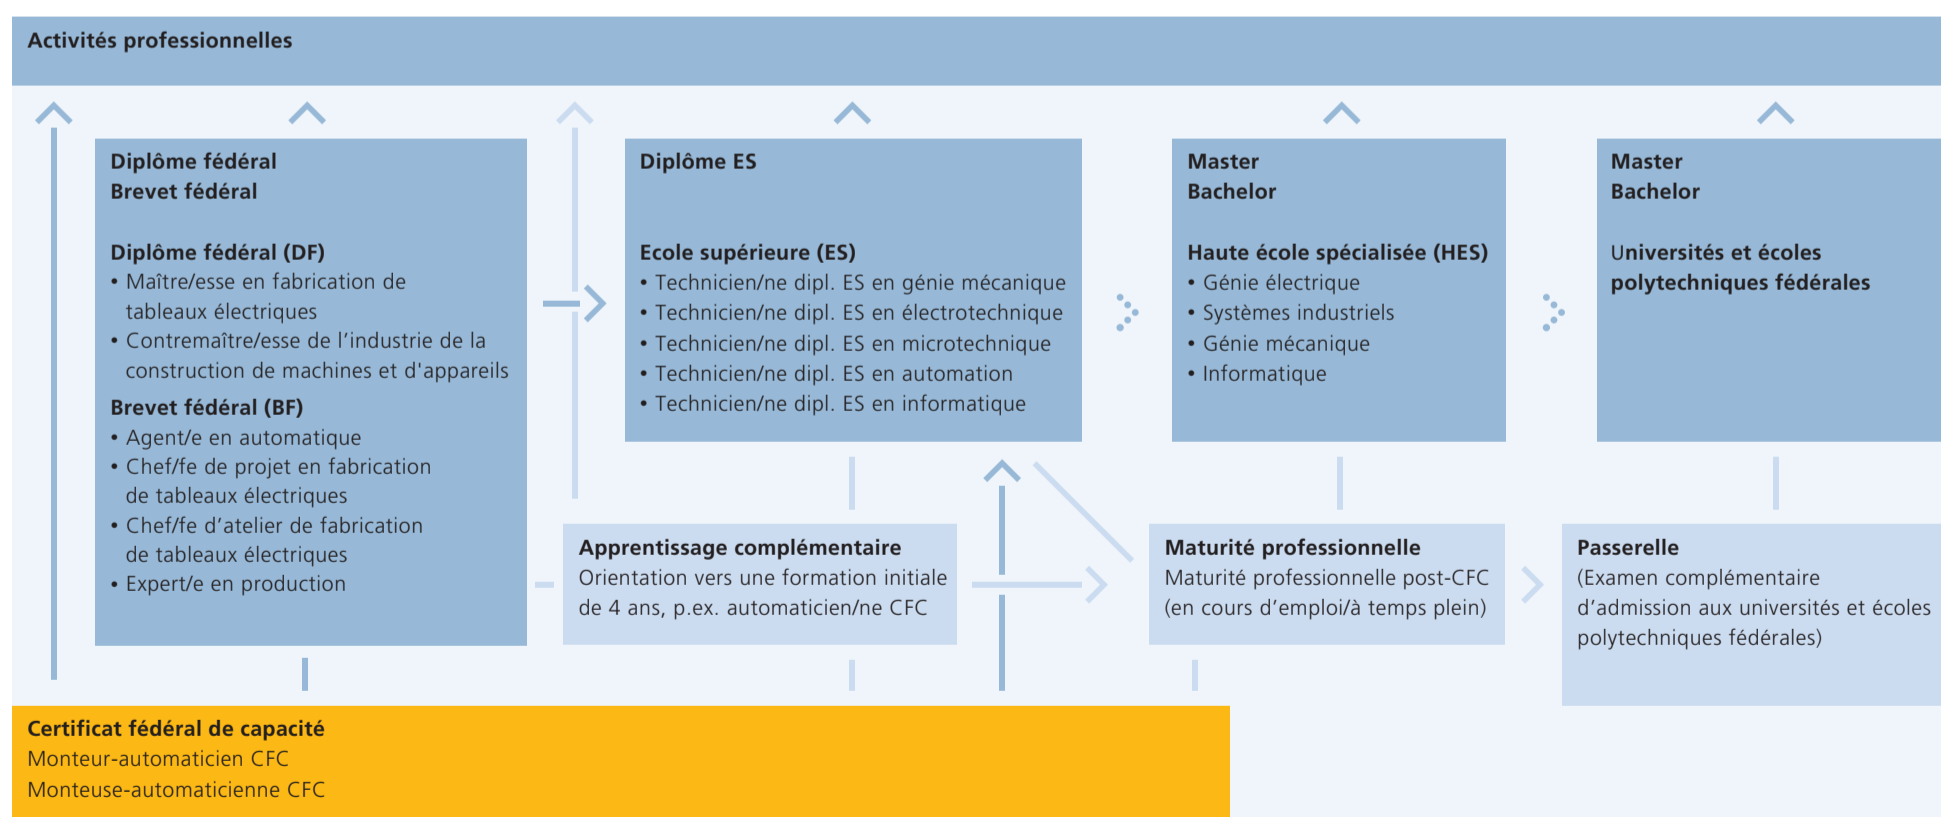 Activités professionnelles
Diplôme fédéral
Brevet fédéral
Diplôme fédéral (DF)
• Maître/esse en fabrication de
tableaux électriques
• Contremaître/esse de l’industrie de la
construction de machines et d'appareils
Brevet fédéral (BF)
• Agent/e en automatique
• Chef/fe de projet en fabrication
de tableaux électriques
• Chef/fe d’atelier de fabrication
de tableaux électriques
• Expert/e en production
Diplôme ES
Ecole supérieure (ES)
• Technicien/ne dipl. ES en génie mécanique
• Technicien/ne dipl. ES en électrotechnique
• Technicien/ne dipl. ES en microtechnique
• Technicien/ne dipl. ES en automation
• Technicien/ne dipl. ES en informatique
Master
Bachelor
Haute école spécialisée (HES)
• Génie électrique
• Systèmes industriels
• Génie mécanique
• Informatique
Master
Bachelor
Universités et écoles
polytechniques fédérales
Apprentissage complémentaire
Orientation vers une formation initiale
de 4 ans, p.ex. automaticien/ne CFC
Maturité professionnelle
Maturité professionnelle post-CFC
(en cours d’emploi/à temps plein)
Passerelle
(Examen complémentaire
d’admission aux universités et écoles
polytechniques fédérales)
Certificat fédéral de capacité
Monteur-automaticien CFC
Monteuse-automaticienne CFC